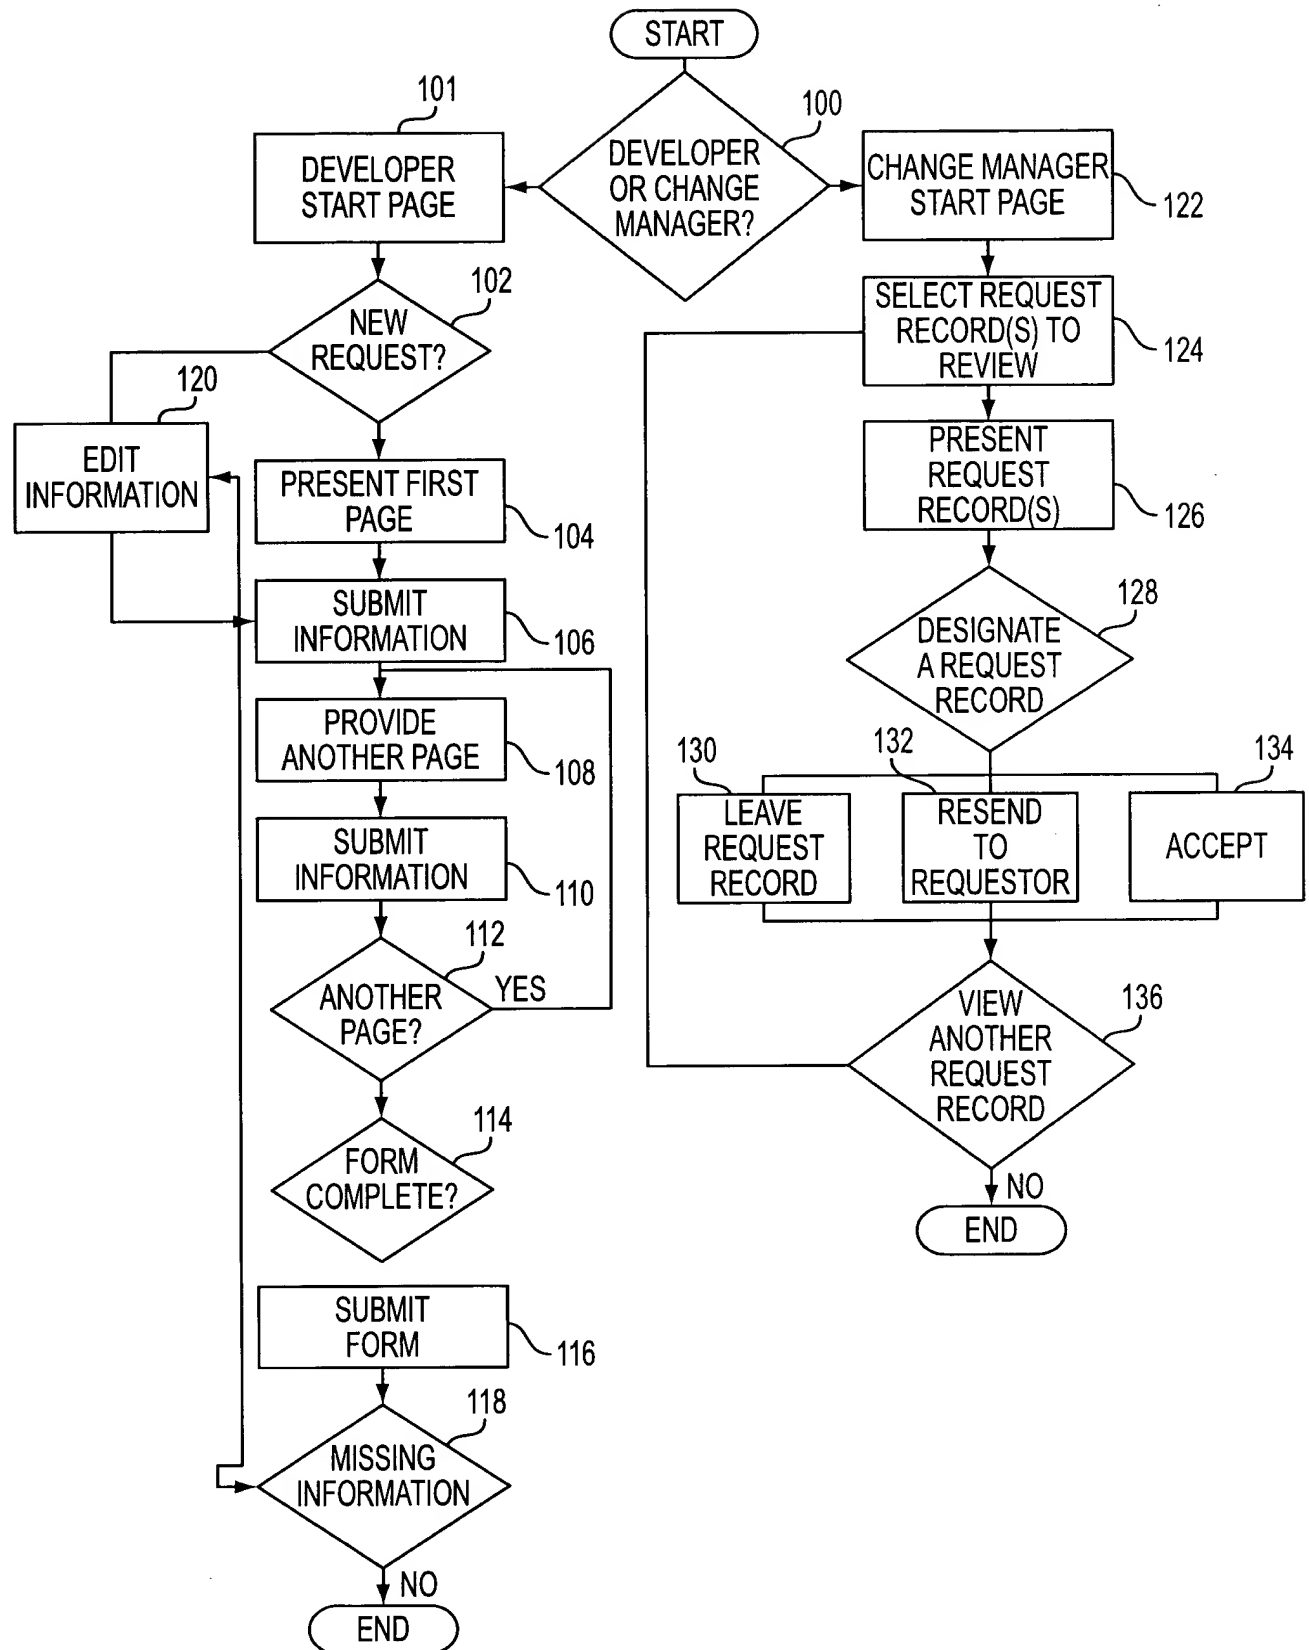 START
100
DEVELOPER
OR CHANGE
MANAGER?
101
DEVELOPER
START PAGE
102
NEW
REQUEST?
120
EDIT
INFORMATION
PRESENT FIRST
PAGE
104
SUBMIT
INFORMATION
106
PROVIDE
ANOTHER PAGE
108
SUBMIT
INFORMATION
110
112
ANOTHER
PAGE?
YES
114
FORM
COMPLETE?
SUBMIT
FORM
116
118
MISSING
INFORMATION
NO
END
CHANGE MANAGER
START PAGE
122
SELECT REQUEST
RECORD(S) TO
REVIEW
124
PRESENT
REQUEST
RECORD(S)
126
128
DESIGNATE
A REQUEST
RECORD
130
LEAVE
REQUEST
RECORD
132
RESEND
TO
REQUESTOR
134
ACCEPT
136
VIEW
ANOTHER
REQUEST
RECORD
NO
END